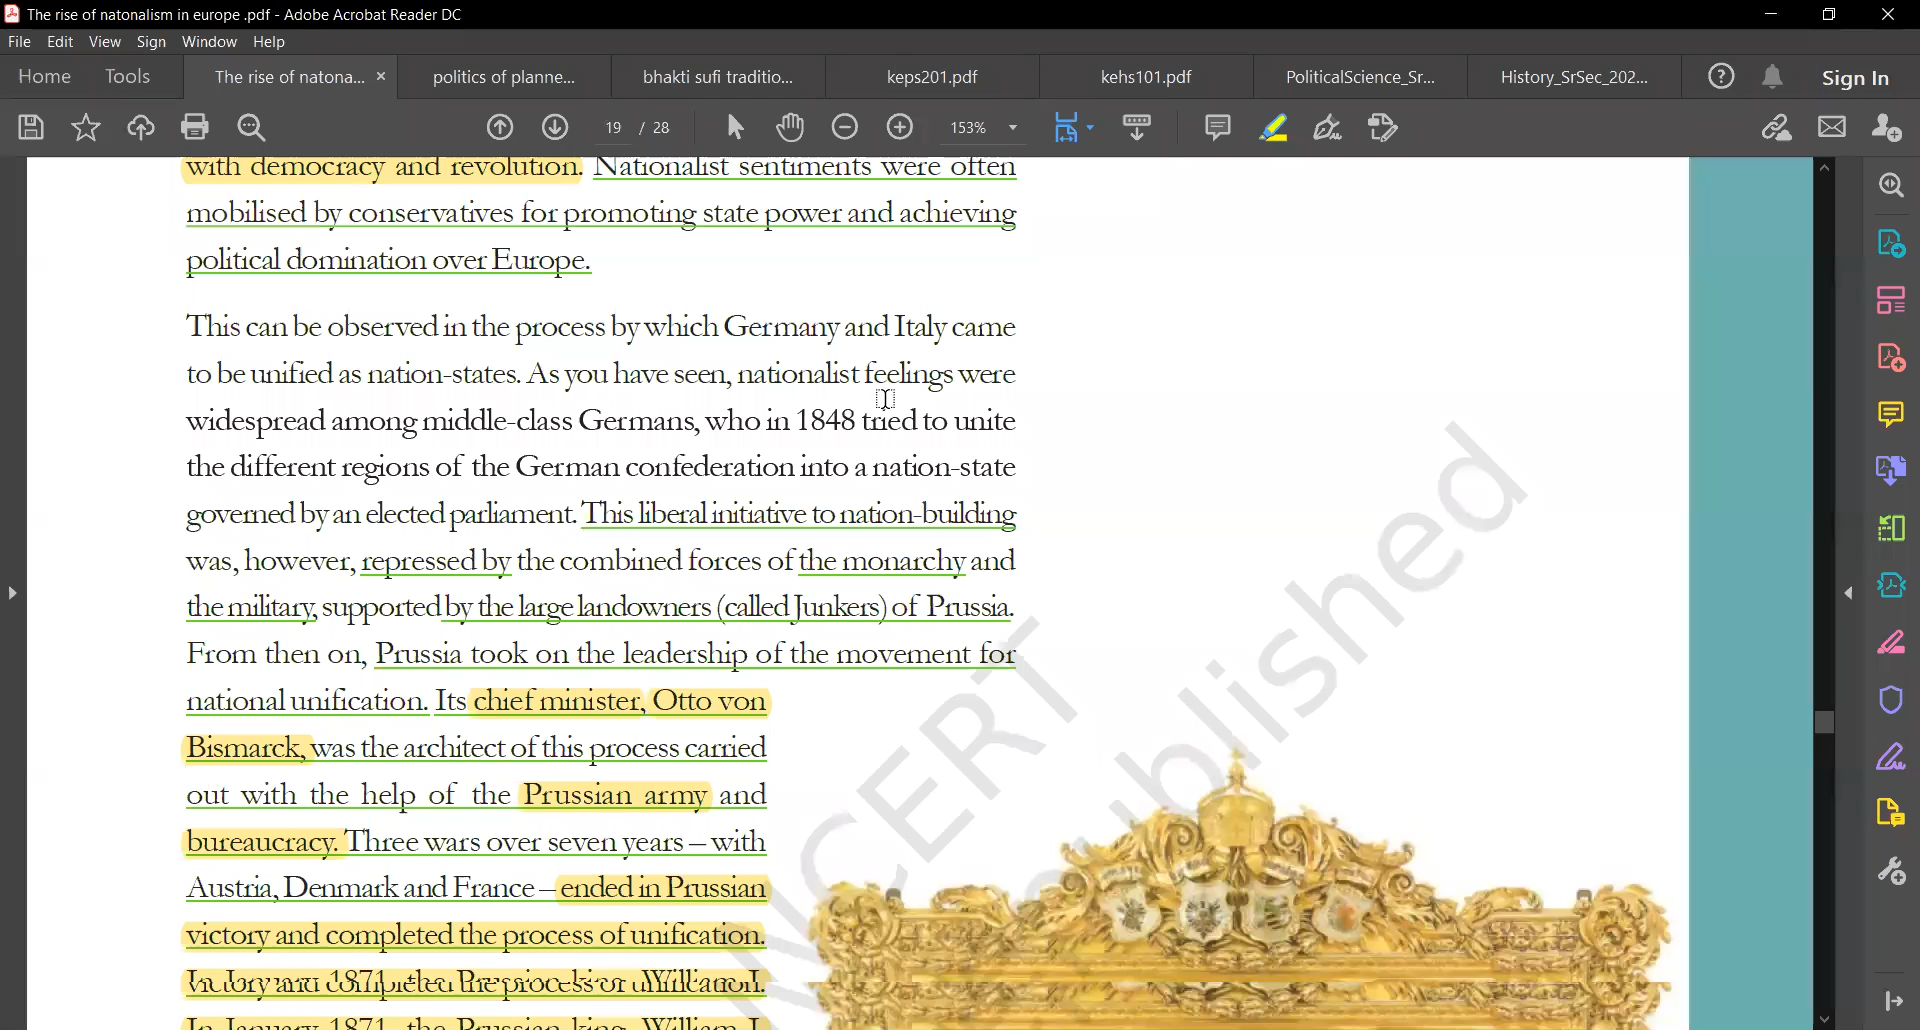 The rise of natonalism in europe .pdf - Adobe Acrobat Reader DC
File Edit View Sign Window Help
Home Tools The rise of natona... × politics of planne... bhakti sufi traditio... keps201.pdf kehs101.pdf PoliticalScience_Sr... History_SrSec_202... Sign In
19 / 28 153%
with democracy and revolution. Nationalist sentiments were often
mobilised by conservatives for promoting state power and achieving
political domination over Europe.
This can be observed in the process by which Germany and Italy came
to be unified as nation-states. As you have seen, nationalist feelings were
widespread among middle-class Germans, who in 1848 tried to unite
the different regions of the German confederation into a nation-state
governed by an elected parliament. This liberal initiative to nation-building
was, however, repressed by the combined forces of the monarchy and
the military, supported by the large landowners (called Junkers) of Prussia.
From then on, Prussia took on the leadership of the movement for
national unification. Its chief minister, Otto von
Bismarck, was the architect of this process carried
out with the help of the Prussian army and
bureaucracy. Three wars over seven years – with
Austria, Denmark and France – ended in Prussian
victory and completed the process of unification.
In January 1871, the Prussian king, William I,
NCERT
published